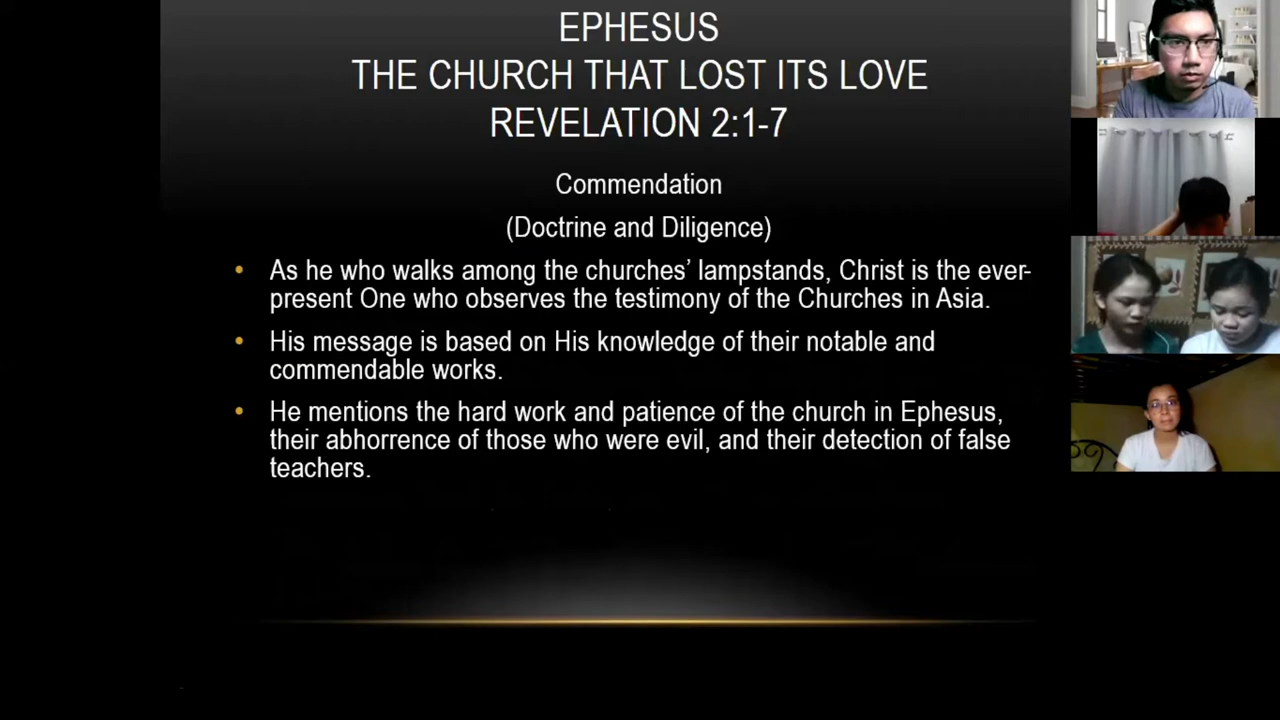 EPHESUS
THE CHURCH THAT LOST ITS LOVE
REVELATION 2:1-7
Commendation
(Doctrine and Diligence)
• As he who walks among the churches’ lampstands, Christ is the ever-
present One who observes the testimony of the Churches in Asia.
• His message is based on His knowledge of their notable and
commendable works.
• He mentions the hard work and patience of the church in Ephesus,
their abhorrence of those who were evil, and their detection of false
teachers.